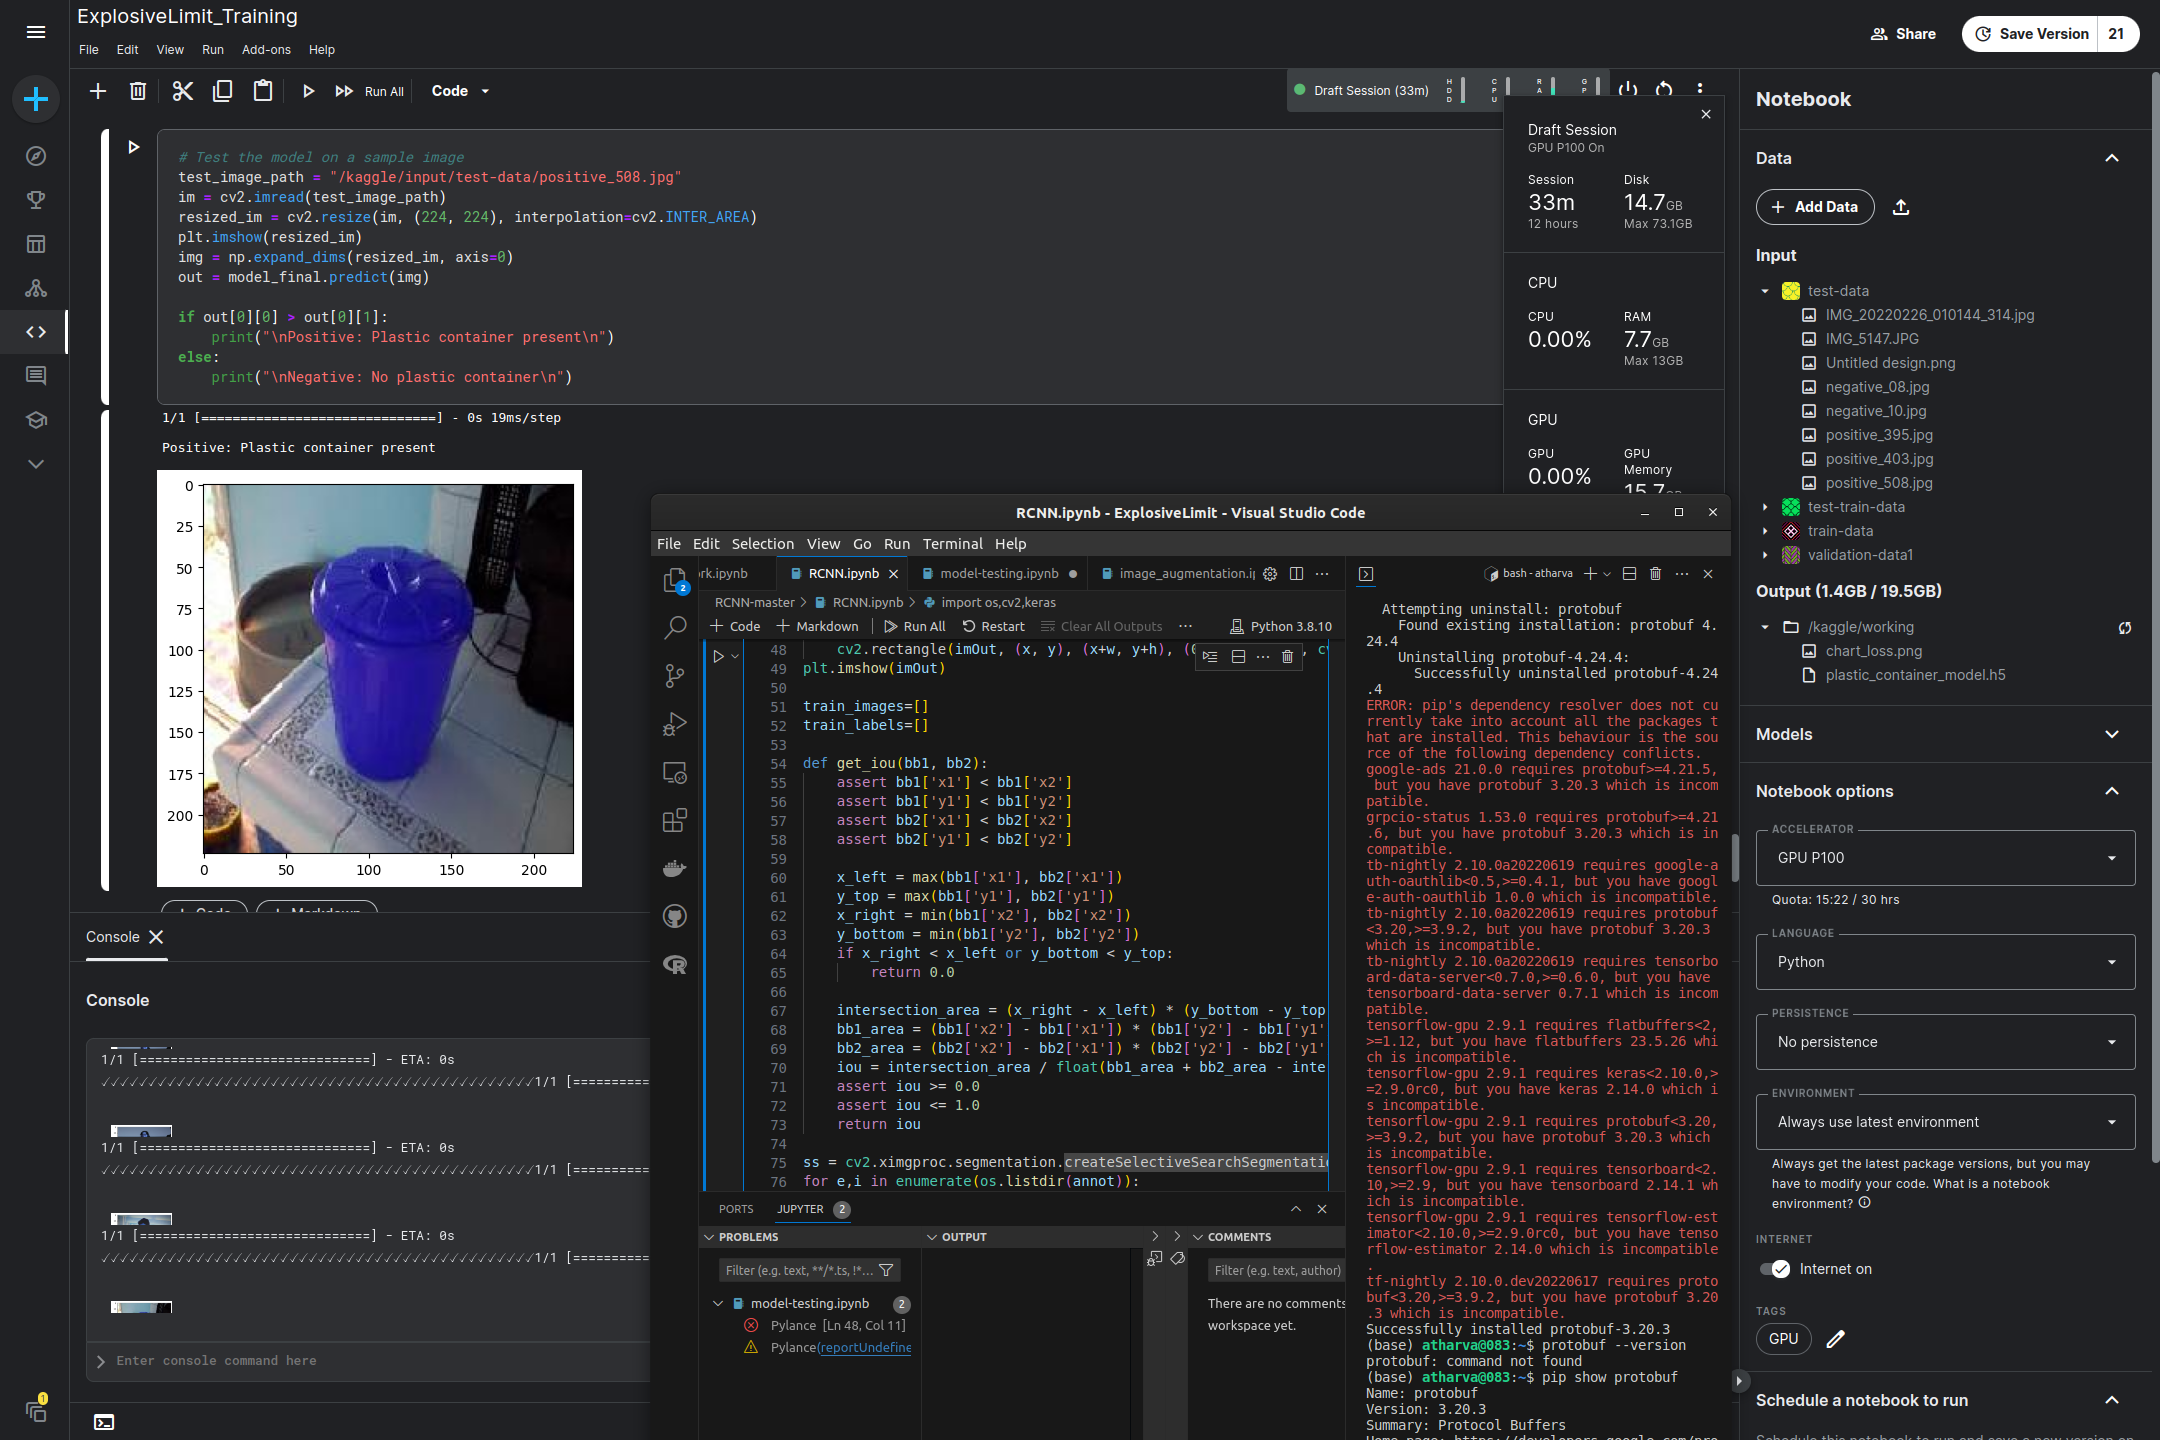 ExplosiveLimit_Training
File Edit View Run Add-ons Help
Share
Save Version 21
Run All
Code
Draft Session (33m)
HDD
CPU
# Test the model on a sample image
test_image_path = "/kaggle/input/test-data/positive_508.jpg"
im = cv2.imread(test_image_path)
resized_im = cv2.resize(im, (224, 224), interpolation=cv2.INTER_AREA)
plt.imshow(resized_im)
img = np.expand_dims(resized_im, axis=0)
out = model_final.predict(img)
if out[0][0] > out[0][1]:
    print("\nPositive: Plastic container present\n")
else:
    print("\nNegative: No plastic container\n")
1/1 [==============================] - 0s 19ms/step
Positive: Plastic container present
0
25
50
75
100
125
150
175
200
0 50 100 150 200
Console
Console
1/1 [==============================] - ETA: 0s
1/1 [==========
1/1 [==============================] - ETA: 0s
1/1 [==========
1/1 [==============================] - ETA: 0s
1/1 [==========
Enter console command here
1
Draft Session
GPU P100 On
Session Disk
33m 14.7GB
12 hours Max 73.1GB
CPU
CPU RAM
0.00% 7.7GB
Max 13GB
GPU
GPU GPU Memory
0.00% 15.7
RCNN.ipynb - ExplosiveLimit - Visual Studio Code
File Edit Selection View Go Run Terminal Help
2
rk.ipynb RCNN.ipynb model-testing.ipynb image_augmentation.i
RCNN-master > RCNN.ipynb > import os,cv2,keras
Code Markdown Run All Restart Clear All Outputs ... Python 3.8.10
48     cv2.rectangle(imOut, (x, y), (x+w, y+h), (
49 plt.imshow(imOut)
50
51 train_images=[]
52 train_labels=[]
53
54 def get_iou(bb1, bb2):
55     assert bb1['x1'] < bb1['x2']
56     assert bb1['y1'] < bb1['y2']
57     assert bb2['x1'] < bb2['x2']
58     assert bb2['y1'] < bb2['y2']
59
60     x_left = max(bb1['x1'], bb2['x1'])
61     y_top = max(bb1['y1'], bb2['y1'])
62     x_right = min(bb1['x2'], bb2['x2'])
63     y_bottom = min(bb1['y2'], bb2['y2'])
64     if x_right < x_left or y_bottom < y_top:
65         return 0.0
66
67     intersection_area = (x_right - x_left) * (y_bottom - y_top
68     bb1_area = (bb1['x2'] - bb1['x1']) * (bb1['y2'] - bb1['y1'
69     bb2_area = (bb2['x2'] - bb2['x1']) * (bb2['y2'] - bb2['y1'
70     iou = intersection_area / float(bb1_area + bb2_area - inte
71     assert iou >= 0.0
72     assert iou <= 1.0
73     return iou
74
75 ss = cv2.ximgproc.segmentation.createSelectiveSearchSegmentatio
76 for e,i in enumerate(os.listdir(annot)):
PORTS JUPYTER 2
PROBLEMS
Filter (e.g. text, **/*.ts, !*...
model-testing.ipynb 2
Pylance [Ln 48, Col 11]
Pylance(reportUndefine
OUTPUT
COMMENTS
Filter (e.g. text, author)
There are no comments
workspace yet.
bash - atharva
Attempting uninstall: protobuf
Found existing installation: protobuf 4.
24.4
Uninstalling protobuf-4.24.4:
Successfully uninstalled protobuf-4.24
.4
ERROR: pip's dependency resolver does not cu
rrently take into account all the packages t
hat are installed. This behaviour is the sou
rce of the following dependency conflicts.
google-ads 21.0.0 requires protobuf>=4.21.5,
but you have protobuf 3.20.3 which is incom
patible.
grpcio-status 1.53.0 requires protobuf>=4.21
.6, but you have protobuf 3.20.3 which is in
compatible.
tb-nightly 2.10.0a20220619 requires google-a
uth-oauthlib<0.5,>=0.4.1, but you have googl
e-auth-oauthlib 1.0.0 which is incompatible.
tb-nightly 2.10.0a20220619 requires protobuf
<3.20,>=3.9.2, but you have protobuf 3.20.3
which is incompatible.
tb-nightly 2.10.0a20220619 requires tensorbo
ard-data-server<0.7.0,>=0.6.0, but you have
tensorboard-data-server 0.7.1 which is incom
patible.
tensorflow-gpu 2.9.1 requires flatbuffers<2,
>=1.12, but you have flatbuffers 23.5.26 whi
ch is incompatible.
tensorflow-gpu 2.9.1 requires keras<2.10.0,>
=2.9.0rc0, but you have keras 2.14.0 which i
s incompatible.
tensorflow-gpu 2.9.1 requires protobuf<3.20,
>=3.9.2, but you have protobuf 3.20.3 which
is incompatible.
tensorflow-gpu 2.9.1 requires tensorboard<2.
10,>=2.9, but you have tensorboard 2.14.1 wh
ich is incompatible.
tensorflow-gpu 2.9.1 requires tensorflow-est
imator<2.10.0,>=2.9.0rc0, but you have tenso
rflow-estimator 2.14.0 which is incompatible
.
tf-nightly 2.10.0.dev20220617 requires proto
buf<3.20,>=3.9.2, but you have protobuf 3.20
.3 which is incompatible.
Successfully installed protobuf-3.20.3
(base) atharva@083:~$ protobuf --version
protobuf: command not found
(base) atharva@083:~$ pip show protobuf
Name: protobuf
Version: 3.20.3
Summary: Protocol Buffers
Notebook
Data
Add Data
Input
test-data
IMG_20220226_010144_314.jpg
IMG_5147.JPG
Untitled design.png
negative_08.jpg
negative_10.jpg
positive_395.jpg
positive_403.jpg
positive_508.jpg
test-train-data
train-data
validation-data1
Output (1.4GB / 19.5GB)
/kaggle/working
chart_loss.png
plastic_container_model.h5
Models
Notebook options
ACCELERATOR
GPU P100
Quota: 15:22 / 30 hrs
LANGUAGE
Python
PERSISTENCE
No persistence
ENVIRONMENT
Always use latest environment
Always get the latest package versions, but you may
have to modify your code. What is a notebook
environment?
INTERNET
Internet on
TAGS
GPU
Schedule a notebook to run